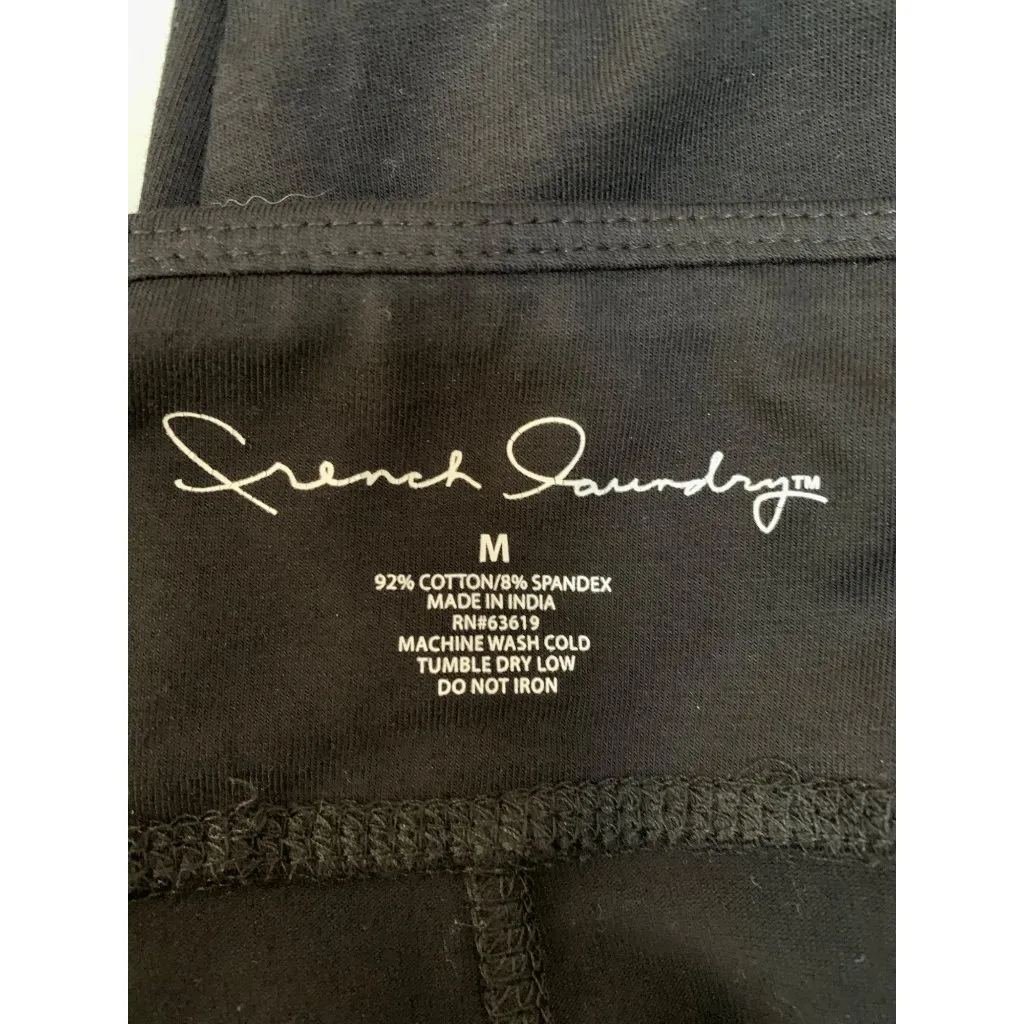 French Laundry™
M
92% COTTON/8% SPANDEX
MADE IN INDIA
RN#63619
MACHINE WASH COLD
TUMBLE DRY LOW
DO NOT IRON